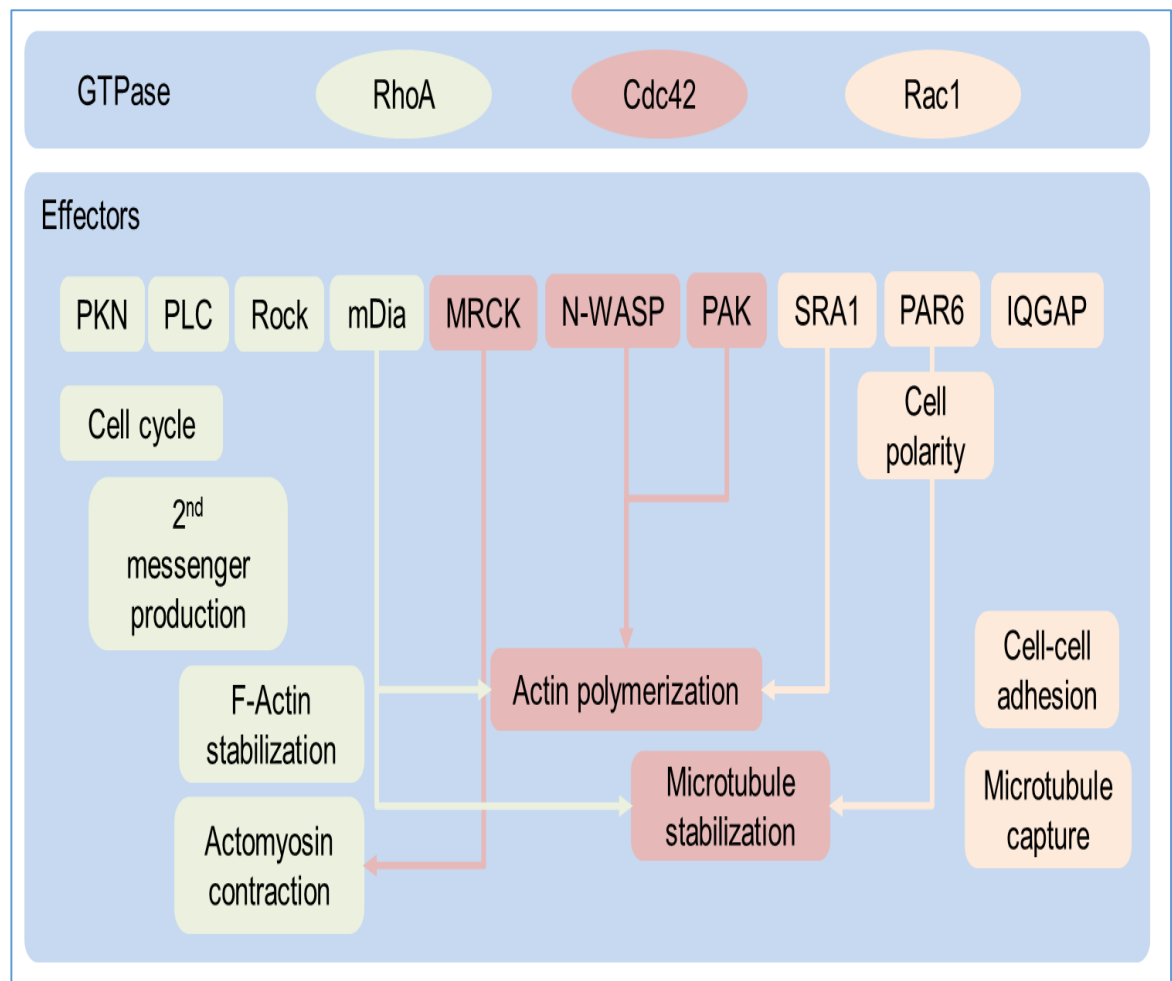 GTPase
RhoA
Cdc42
Rac1
Effectors
PKN
PLC
Rock
mDia
MRCK
N-WASP
PAK
SRA1
PAR6
IQGAP
Cell cycle
Cell
polarity
2nd
messenger
production
F-Actin
stabilization
Actin polymerization
Cell-cell
adhesion
Microtubule
stabilization
Microtubule
capture
Actomyosin
contraction